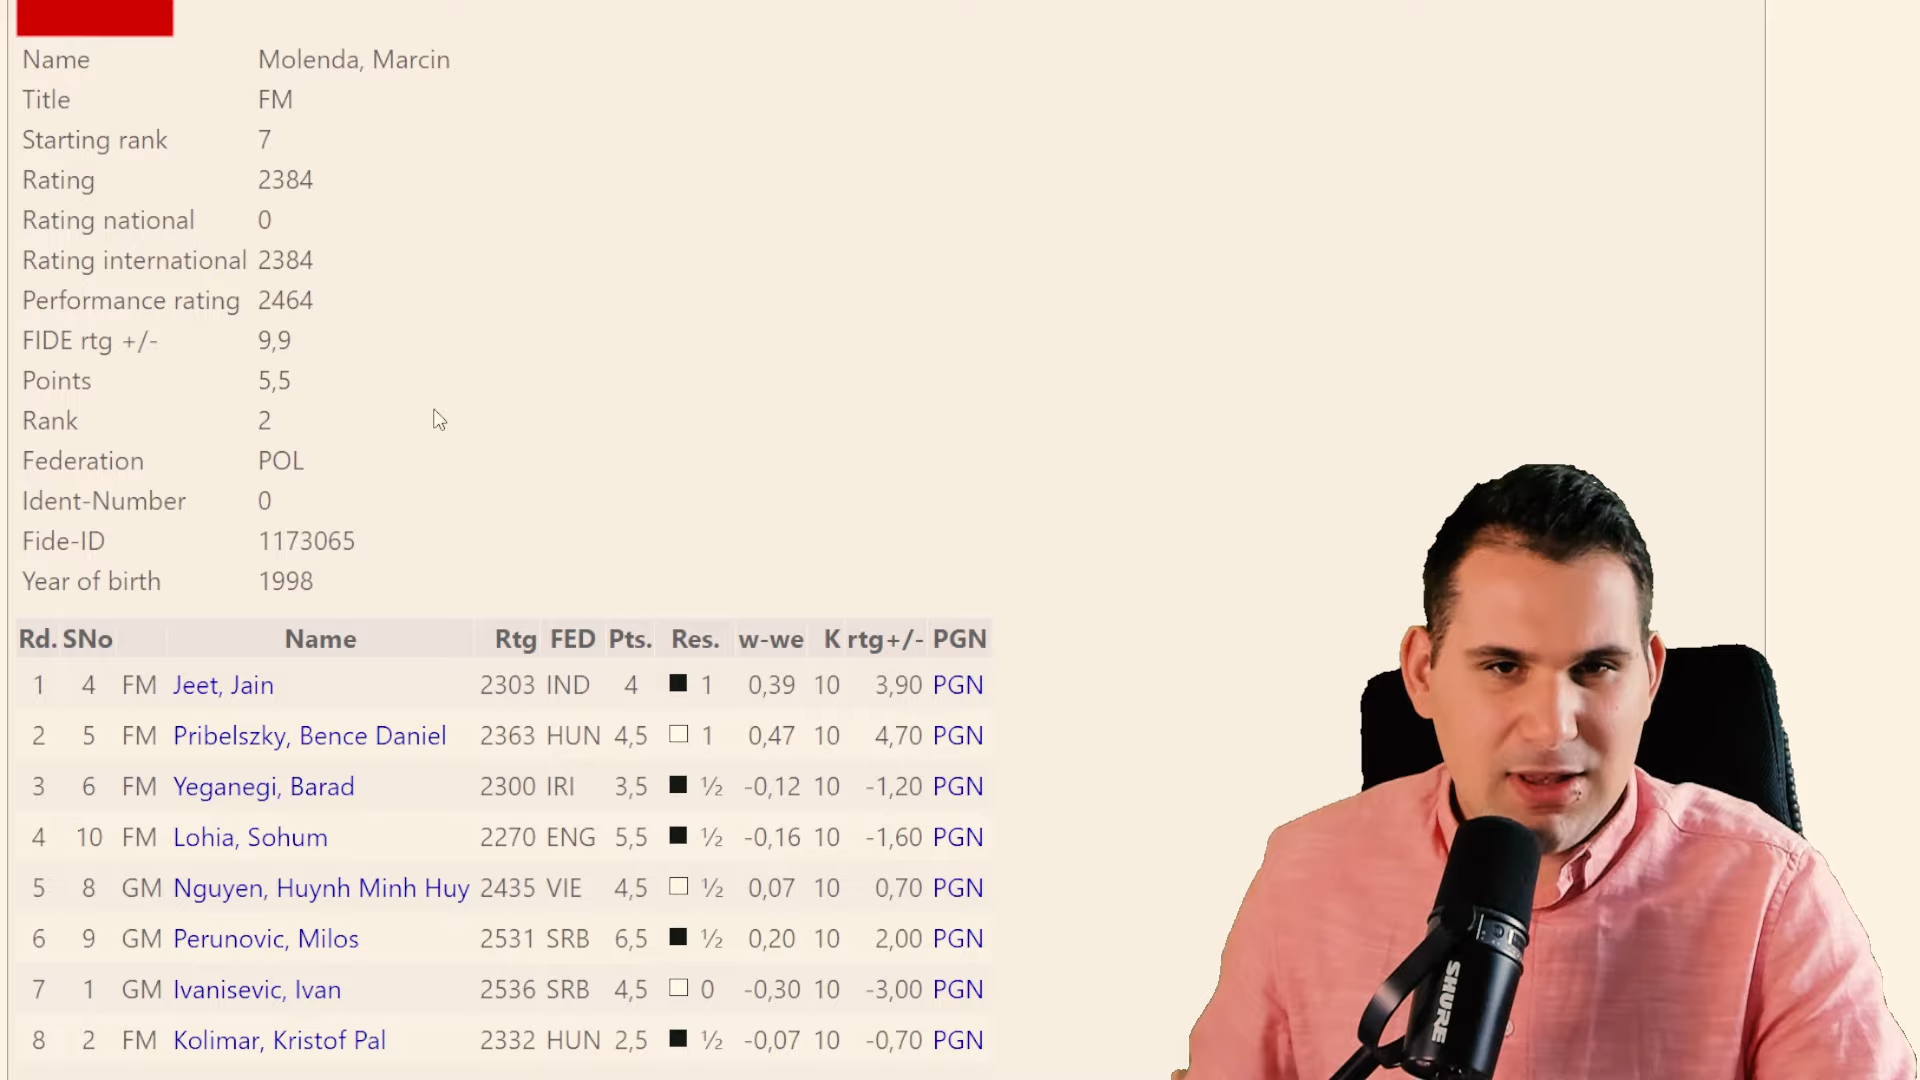 Name Molenda, Marcin
Title FM
Starting rank 7
Rating 2384
Rating national 0
Rating international 2384
Performance rating 2464
FIDE rtg +/- 9,9
Points 5,5
Rank 2
Federation POL
Ident-Number 0
Fide-ID 1173065
Year of birth 1998
Rd. SNo Name Rtg FED Pts. Res. w-we K rtg+/- PGN
1 4 FM Jeet, Jain 2303 IND 4 ■ 1 0,39 10 3,90 PGN
2 5 FM Pribelszky, Bence Daniel 2363 HUN 4,5 □ 1 0,47 10 4,70 PGN
3 6 FM Yeganegi, Barad 2300 IRI 3,5 ■ ½ -0,12 10 -1,20 PGN
4 10 FM Lohia, Sohum 2270 ENG 5,5 ■ ½ -0,16 10 -1,60 PGN
5 8 GM Nguyen, Huynh Minh Huy 2435 VIE 4,5 □ ½ 0,07 10 0,70 PGN
6 9 GM Perunovic, Milos 2531 SRB 6,5 ■ ½ 0,20 10 2,00 PGN
7 1 GM Ivanisevic, Ivan 2536 SRB 4,5 □ 0 -0,30 10 -3,00 PGN
8 2 FM Kolimar, Kristof Pal 2332 HUN 2,5 ■ ½ -0,07 10 -0,70 PGN
SHURE